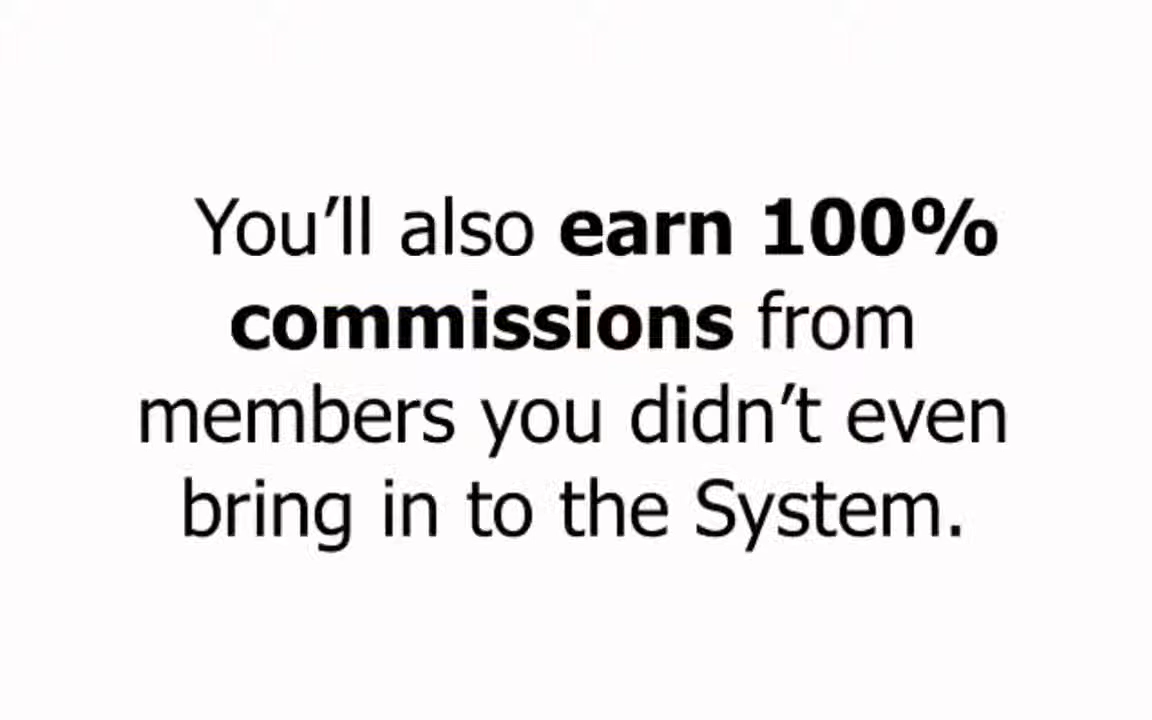 You’ll also earn 100%
commissions from
members you didn’t even
bring in to the System.